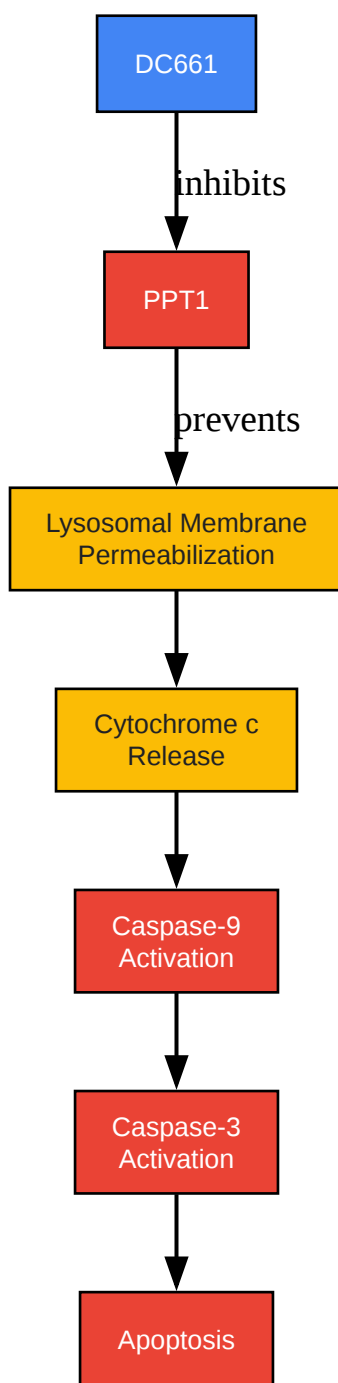 DC661
inhibits
PPT1
prevents
Lysosomal Membrane
Permeabilization
Cytochrome c
Release
Caspase-9
Activation
Caspase-3
Activation
Apoptosis